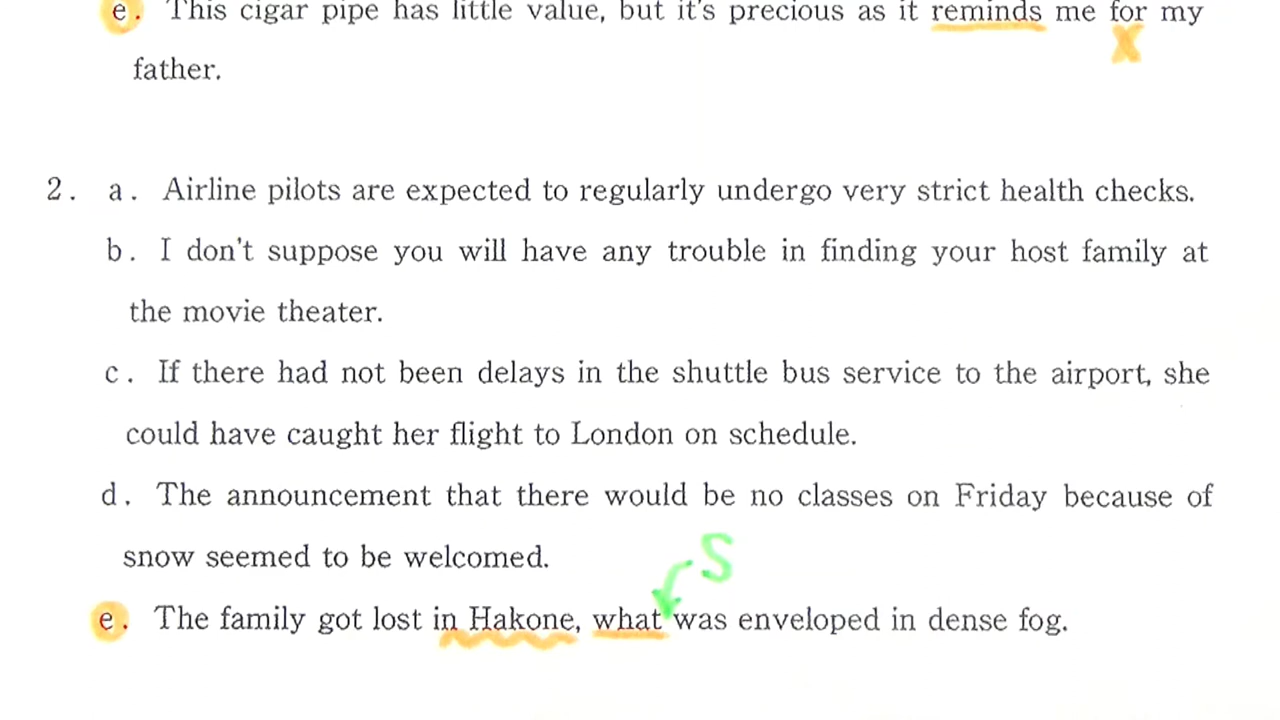 e. This cigar pipe has little value, but it's precious as it reminds me for my
X
father.
2. a. Airline pilots are expected to regularly undergo very strict health checks.
b. I don't suppose you will have any trouble in finding your host family at
the movie theater.
c. If there had not been delays in the shuttle bus service to the airport, she
could have caught her flight to London on schedule.
d. The announcement that there would be no classes on Friday because of
snow seemed to be welcomed.
S
e. The family got lost in Hakone, what was enveloped in dense fog.